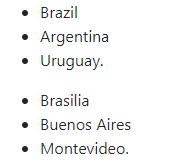 • Brazil
• Argentina
• Uruguay.
• Brasilia
• Buenos Aires
• Montevideo.